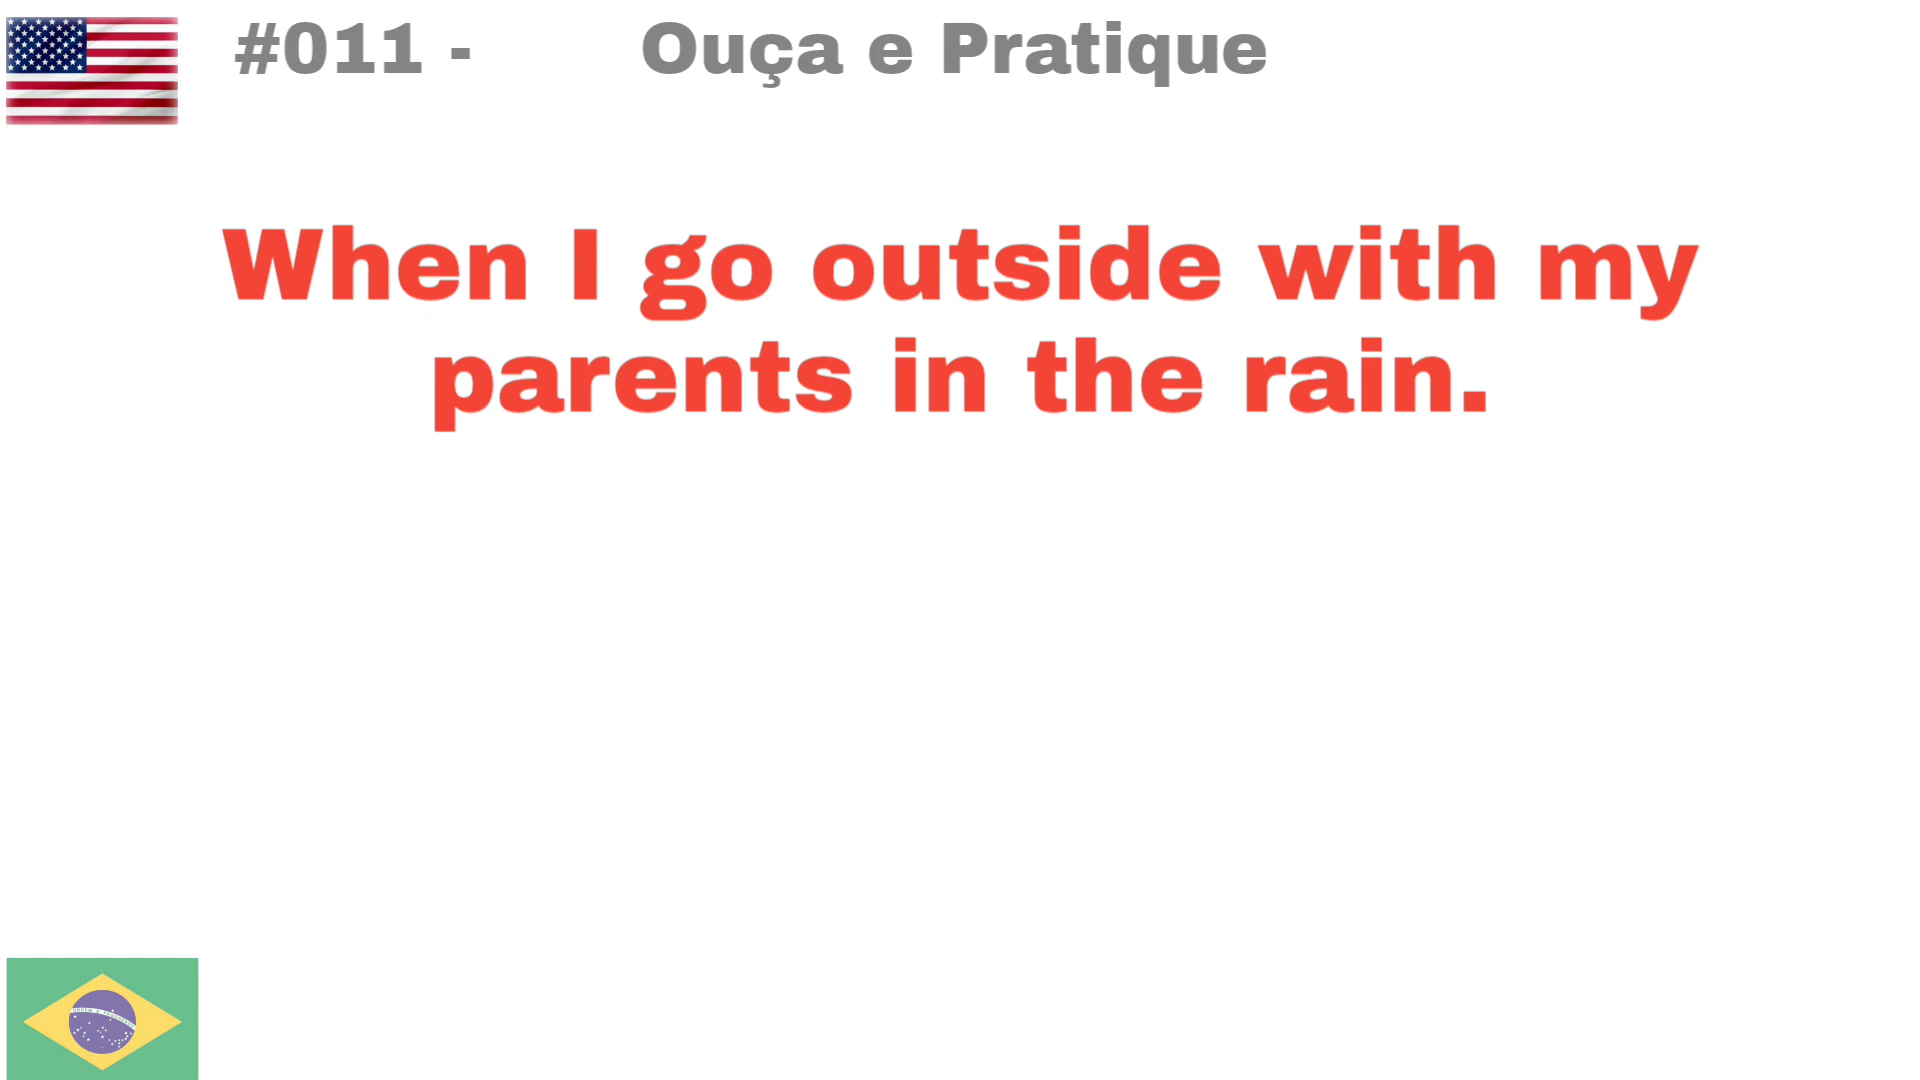 #011 - Ouça e Pratique
When I go outside with my
parents in the rain.